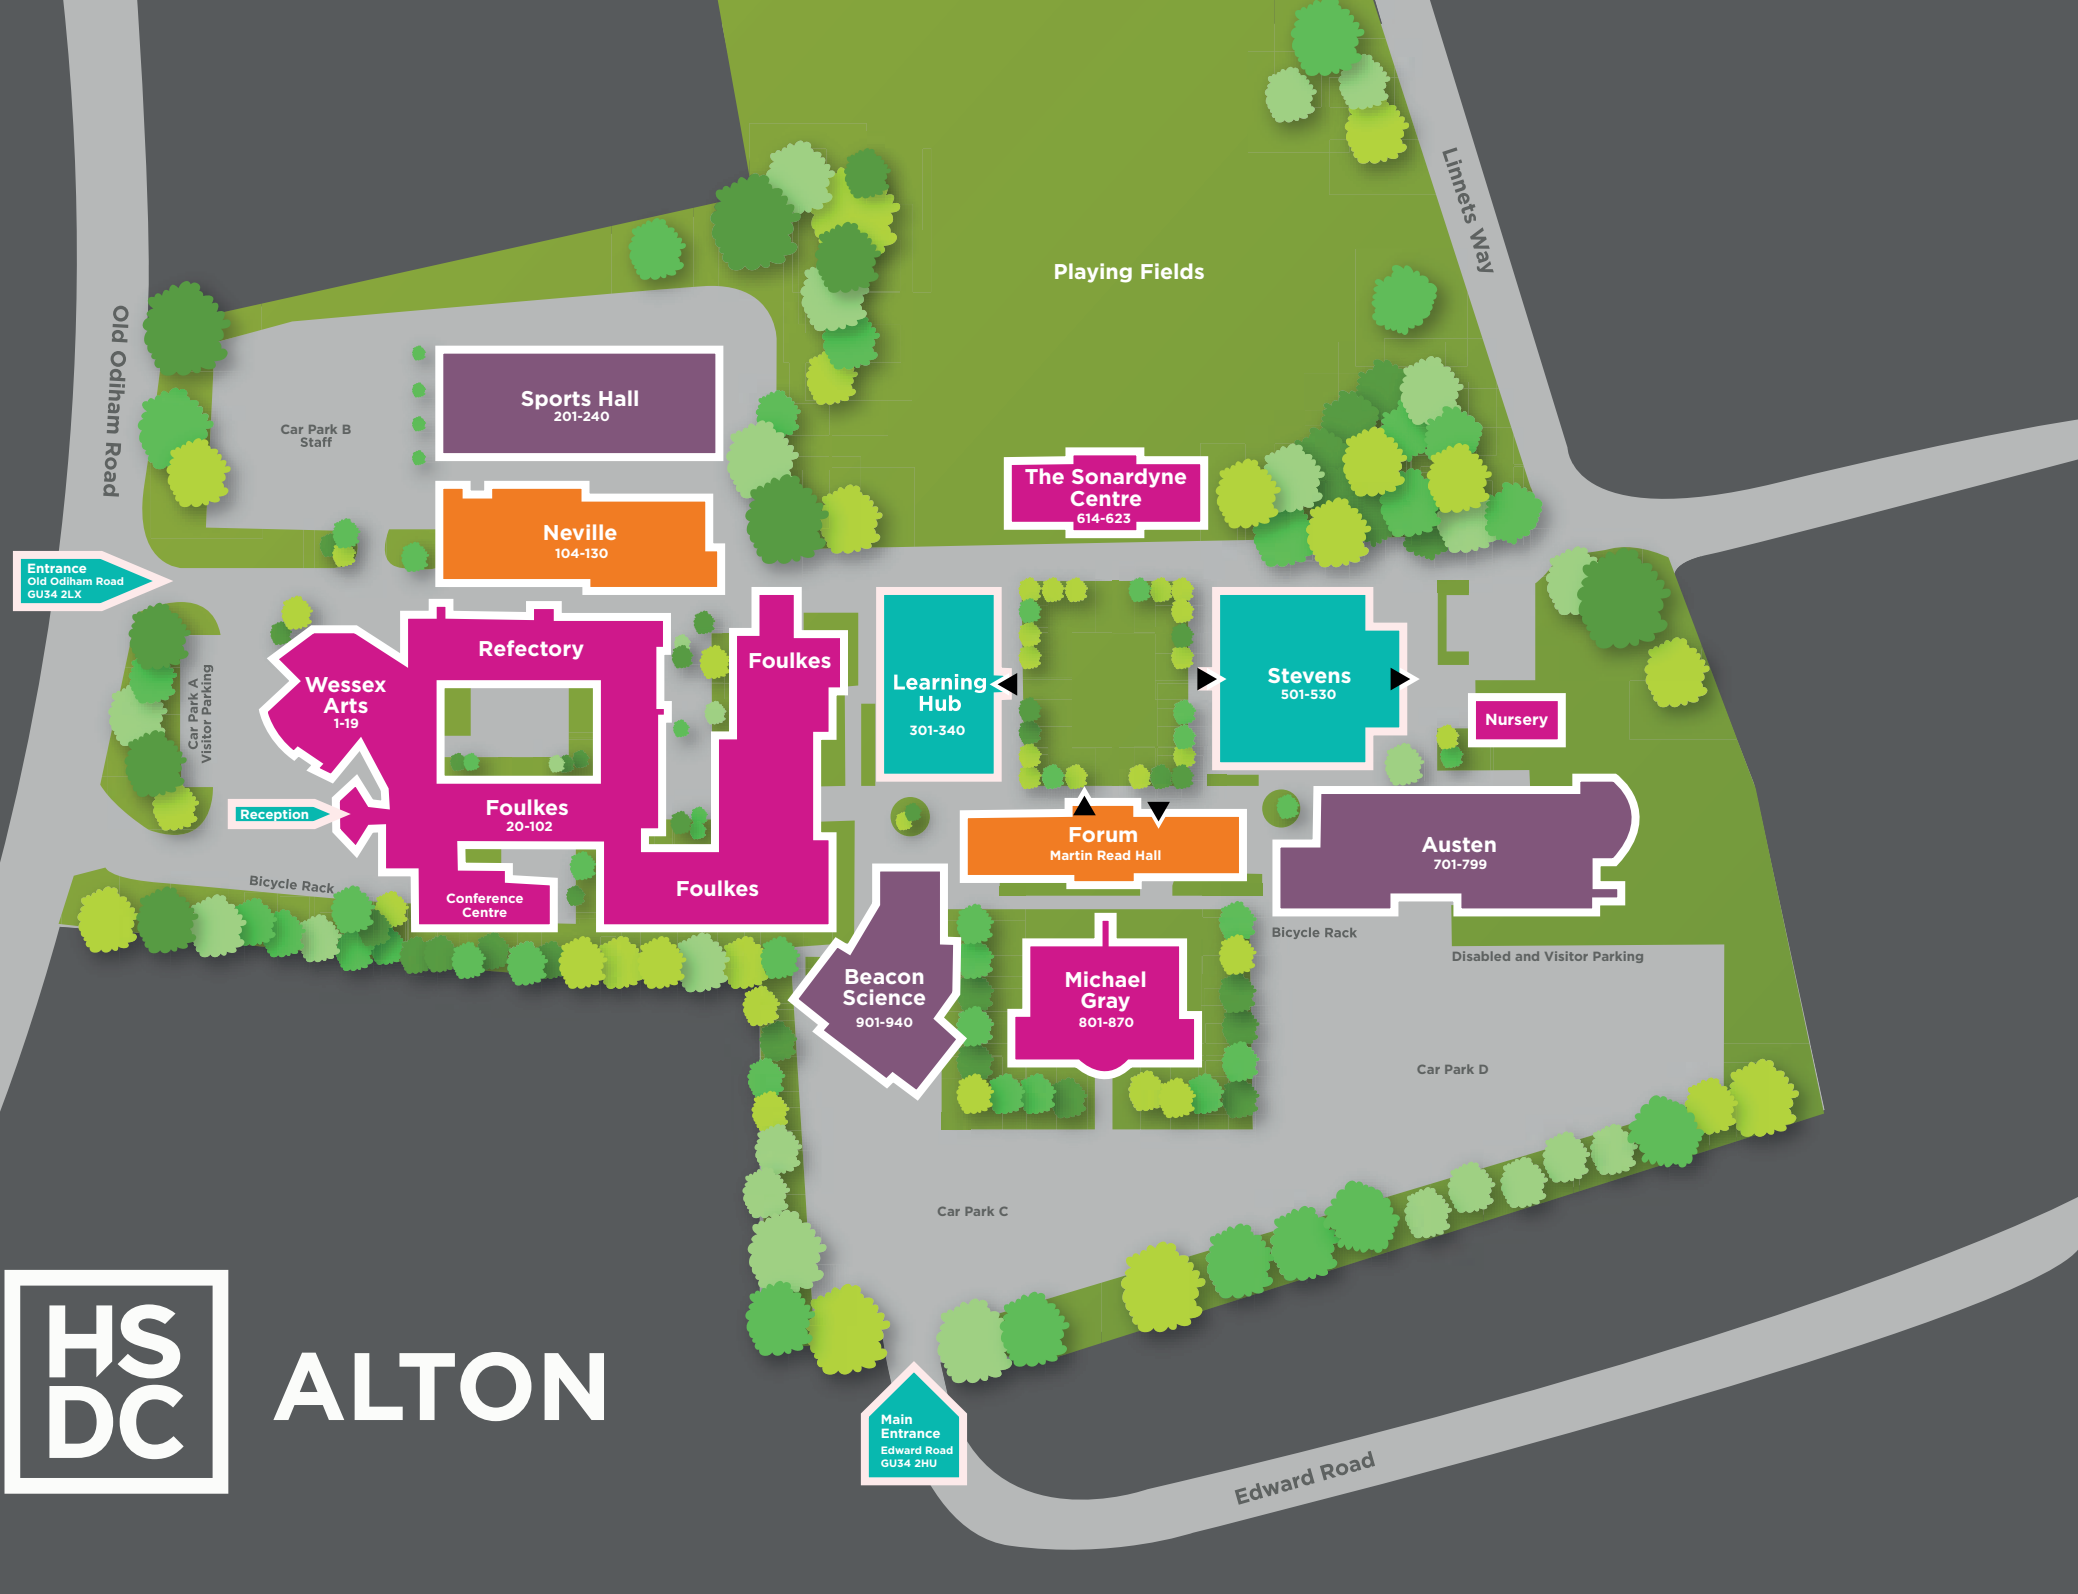 Linnets Way
Playing Fields
Old Odiham Road
Sports Hall
201-240
Car Park B
Staff
The Sonardyne
Centre
614-623
Neville
104-130
Entrance
Old Odiham Road
GU34 2LX
Refectory
Foulkes
Wessex
Arts
1-19
Learning
Hub
301-340
Stevens
501-530
Nursery
Car Park A
Visitor Parking
Reception
Foulkes
20-102
Forum
Martin Read Hall
Austen
701-799
Bicycle Rack
Conference
Centre
Foulkes
Bicycle Rack
Disabled and Visitor Parking
Beacon
Science
901-940
Michael
Gray
801-870
Car Park D
Car Park C
HS
DC
ALTON
Main
Entrance
Edward Road
GU34 2HU
Edward Road